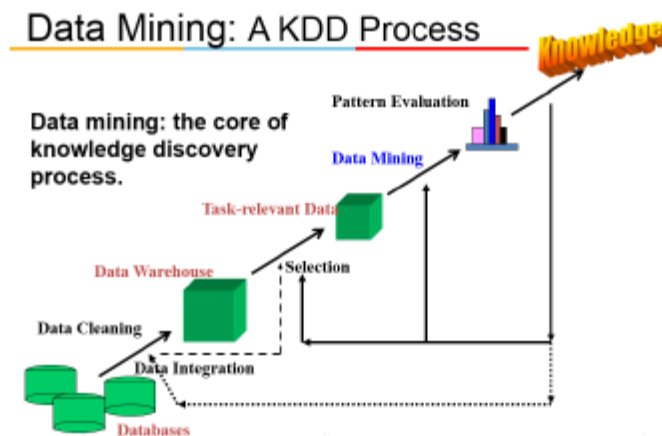 Data Mining: A KDD Process
Knowledge
Pattern Evaluation
Data mining: the core of
knowledge discovery
process.
Data Mining
Task-relevant Data
Data Warehouse
Selection
Data Cleaning
Data Integration
Databases